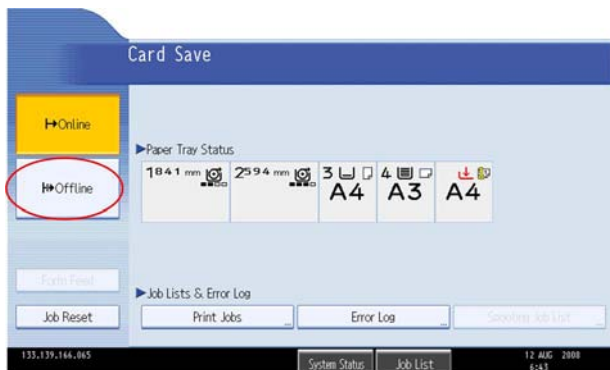 Card Save
Online
Paper Tray Status
1 841 mm 2 594 mm 3 4
A4 A3 A4
Offline
Form Feed
Job Lists & Error Log
Job Reset Print Jobs Error Log Spooling Job List
133.139.166.065 System Status Job List 12 AUG 2008
6:43